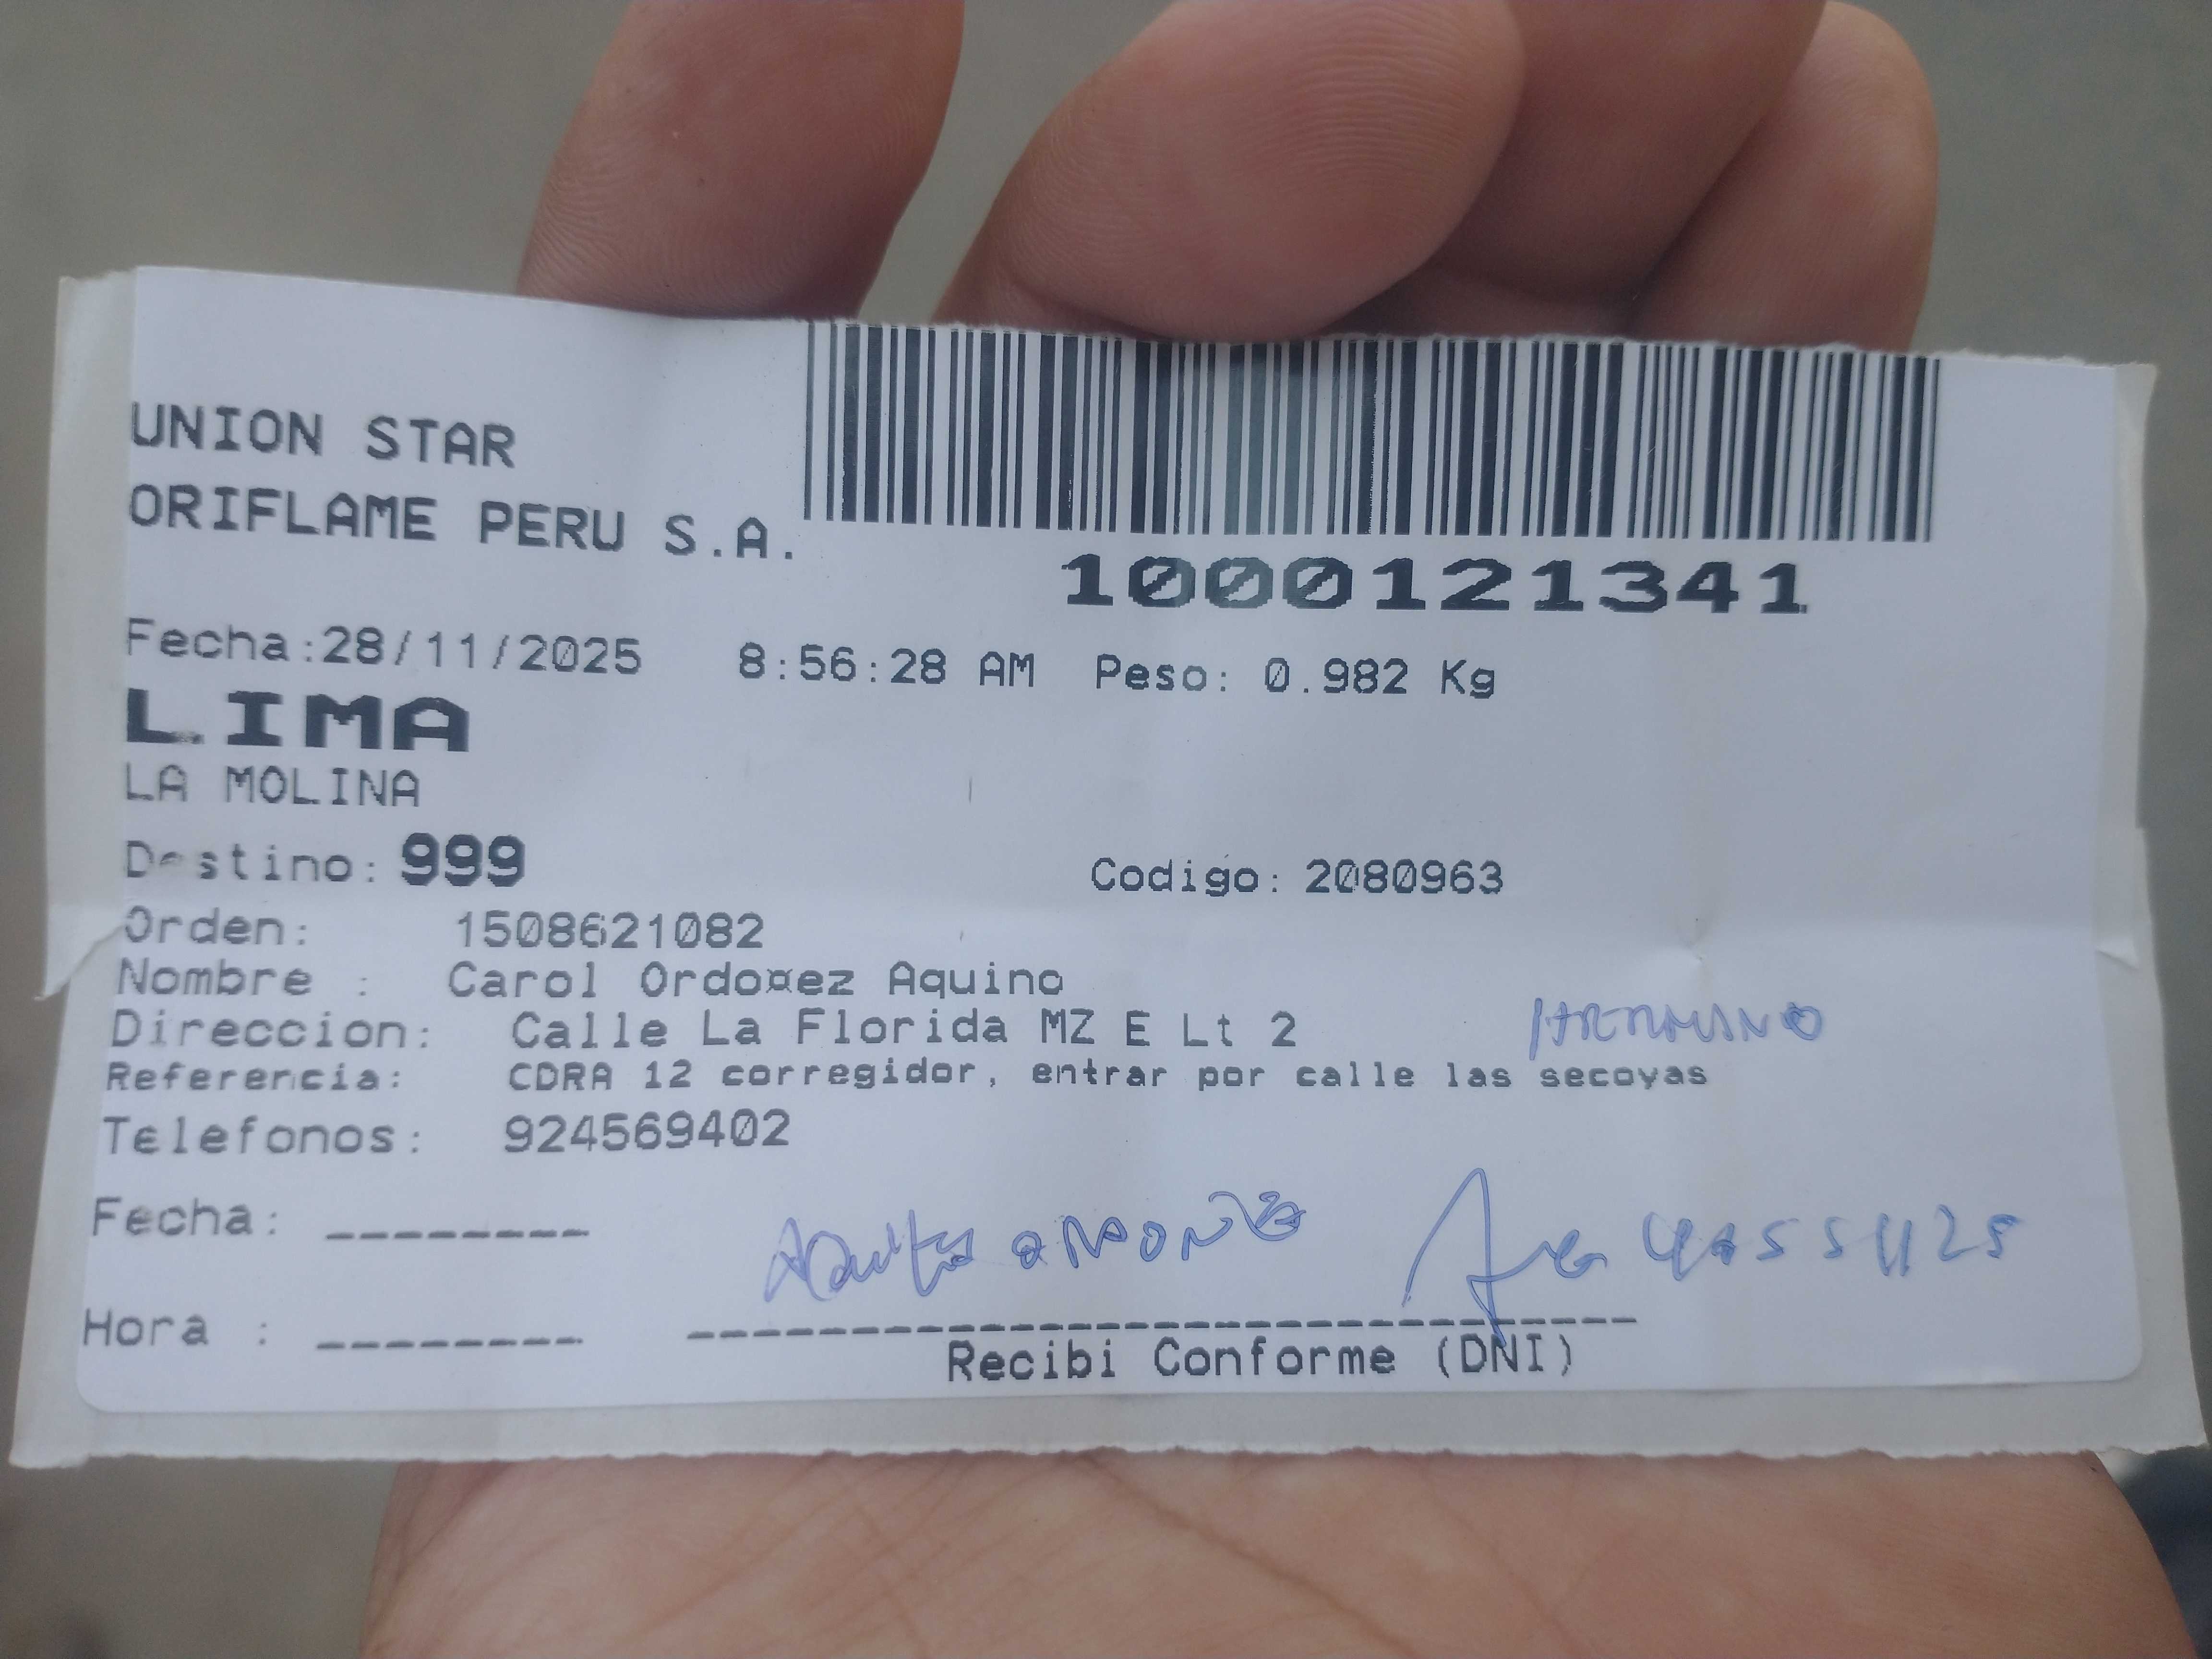 UNION STAR
ORIFLAME PERU S.A.
1000121341
Fecha:28/11/2025 8:56:28 AM Peso: 0.982 Kg
LIMA
LA MOLINA
Destino: 999 Codigo: 2080963
Orden: 1508621082
Nombre : Carol Ordo¤ez Aquino
Direccion: Calle La Florida MZ E Lt 2
HERMANO
Referencia: CDRA 12 corregidor, entrar por calle las secoyas
Telefonos: 924569402
Fecha: ________
Hora : ________
Recibi Conforme (DNI)